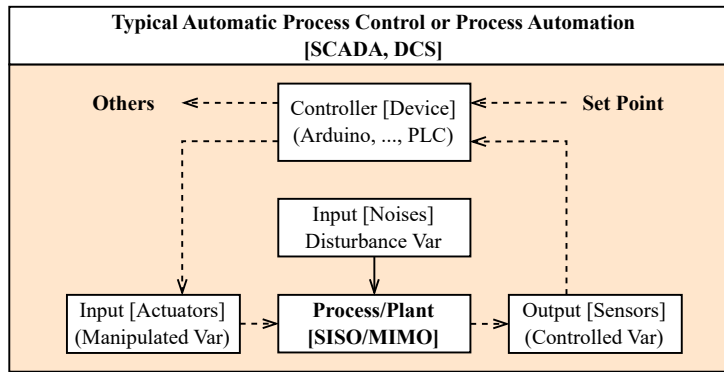 Typical Automatic Process Control or Process Automation
[SCADA, DCS]
Others
Controller [Device]
(Arduino, ..., PLC)
Set Point
Input [Noises]
Disturbance Var
Input [Actuators]
(Manipulated Var)
Process/Plant
[SISO/MIMO]
Output [Sensors]
(Controlled Var)